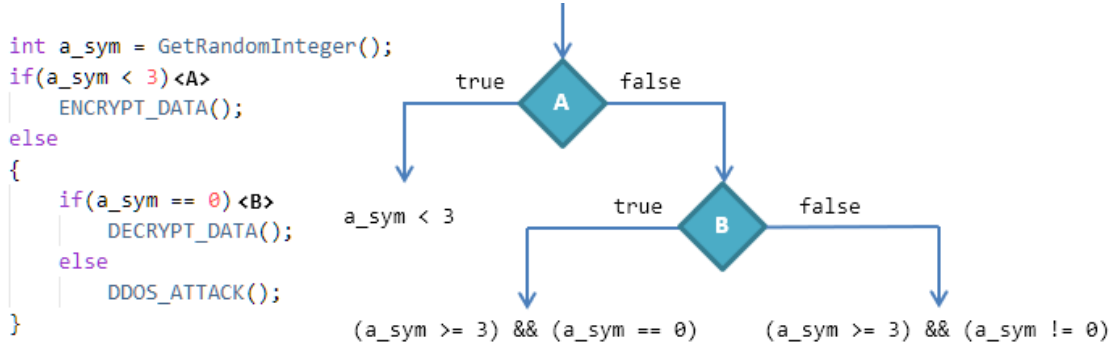 int a_sym = GetRandomInteger();
if(a_sym < 3)<A>
ENCRYPT_DATA();
else
{
if(a_sym == 0)<B>
DECRYPT_DATA();
else
DDOS_ATTACK();
}
true
A
false
a_sym < 3
true
B
false
(a_sym >= 3) && (a_sym == 0)
(a_sym >= 3) && (a_sym != 0)